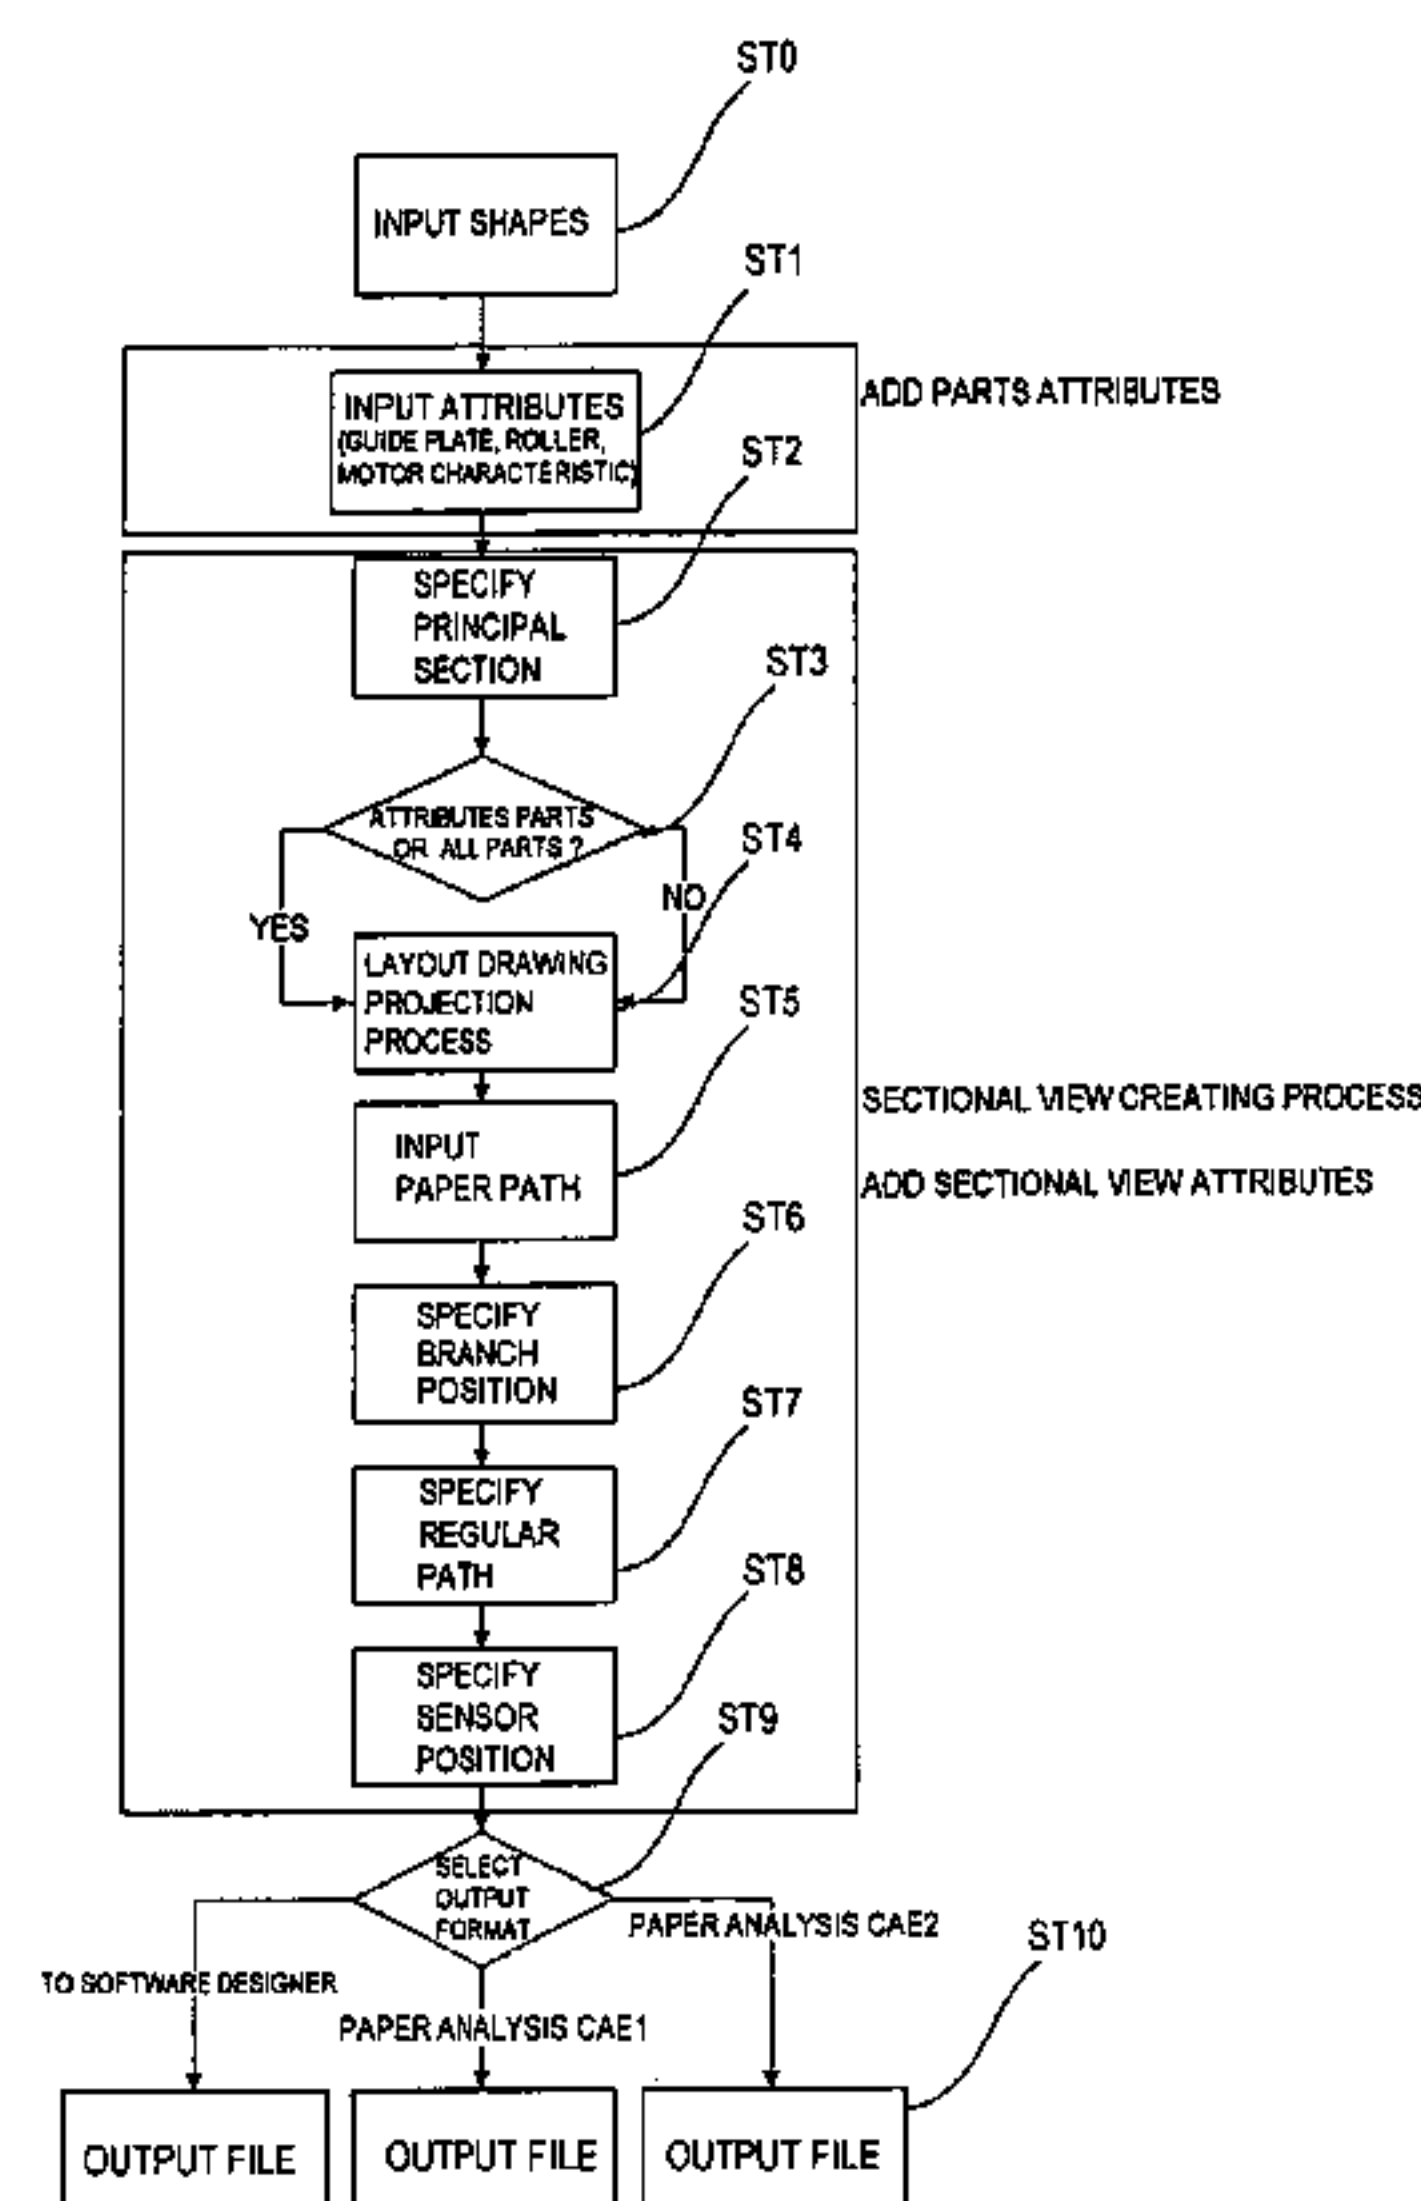 ST0
INPUT SHAPES
ST1
ADD PARTS ATTRIBUTES
INPUT ATTRIBUTES
(GUIDE PLATE, ROLLER,
MOTOR CHARACTERISTIC)
ST2
SPECIFY
PRINCIPAL
SECTION
ST3
ATTRIBUTES PARTS
OR ALL PARTS ?
ST4
NO
YES
LAYOUT DRAWING
PROJECTION
PROCESS
ST5
SECTIONAL VIEW CREATING PROCESS
INPUT
PAPER PATH
ADD SECTIONAL VIEW ATTRIBUTES
ST6
SPECIFY
BRANCH
POSITION
ST7
SPECIFY
REGULAR
PATH
ST8
SPECIFY
SENSOR
POSITION
ST9
SELECT
OUTPUT
FORMAT
PAPER ANALYSIS CAE2
ST10
TO SOFTWARE DESIGNER
PAPER ANALYSIS CAE1
OUTPUT FILE
OUTPUT FILE
OUTPUT FILE